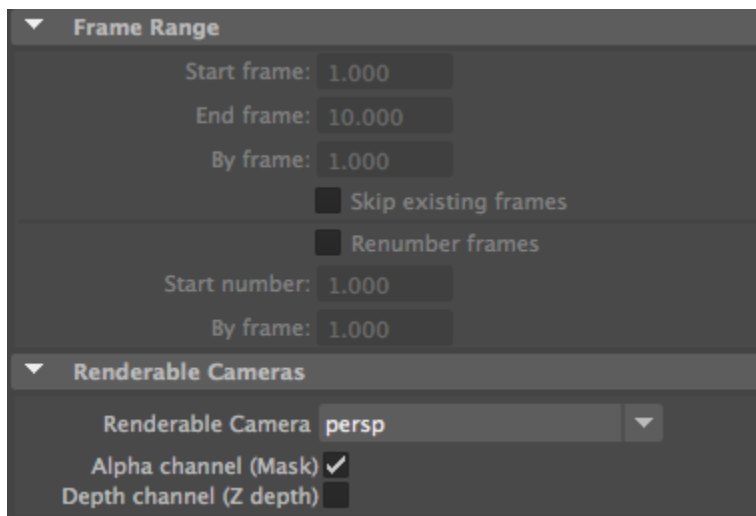 Frame Range
Start frame: 1.000
End frame: 10.000
By frame: 1.000
Skip existing frames
Renumber frames
Start number: 1.000
By frame: 1.000
Renderable Cameras
Renderable Camera persp
Alpha channel (Mask)
Depth channel (Z depth)